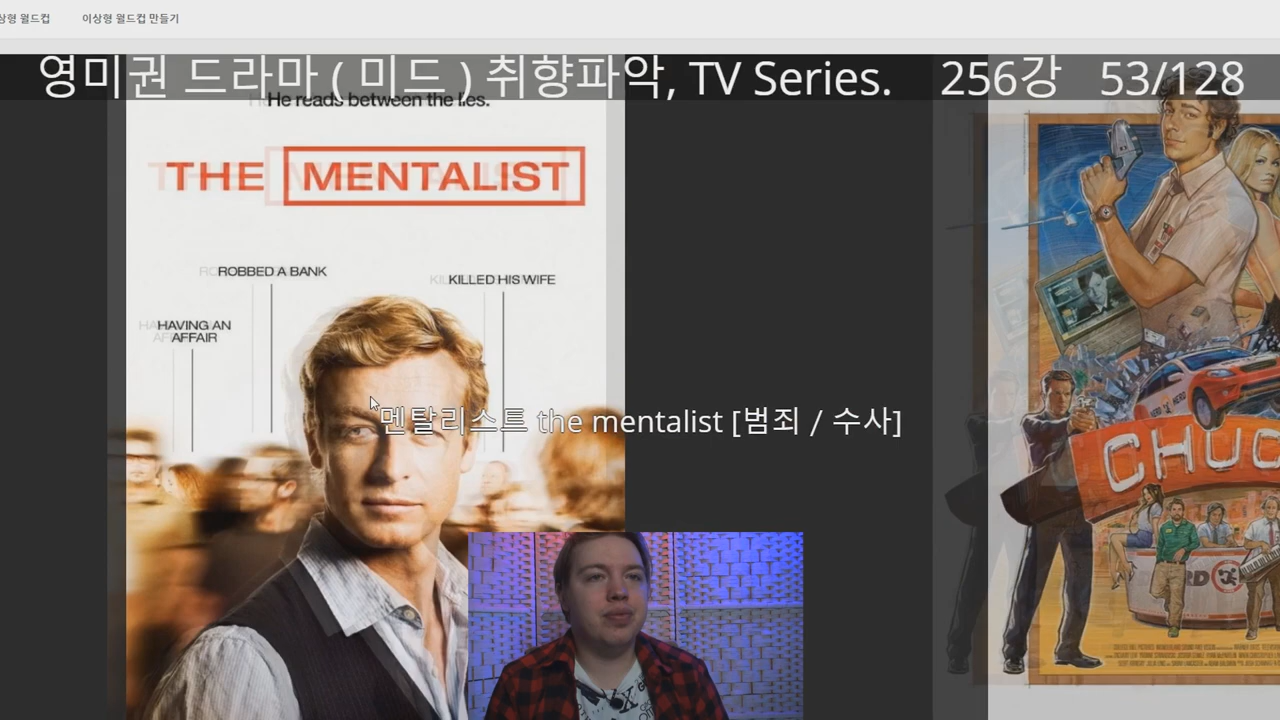 상형 월드컵 이상형 월드컵 만들기
영미권 드라마 ( 미드 ) 취향파악, TV Series. 256강 53/128
He reads between the lies.
THE MENTALIST
ROBBED A BANK
KILLED HIS WIFE
HAVING AN
AFFAIR
멘탈리스트 the mentalist [범죄 / 수사]
CHUC